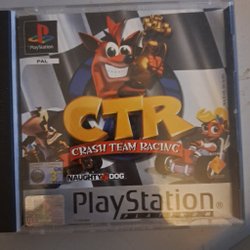 PlayStation
PAL
CTR
CRASH TEAM RACING
NAUGHTY DOG
PlayStation
PLATINUM